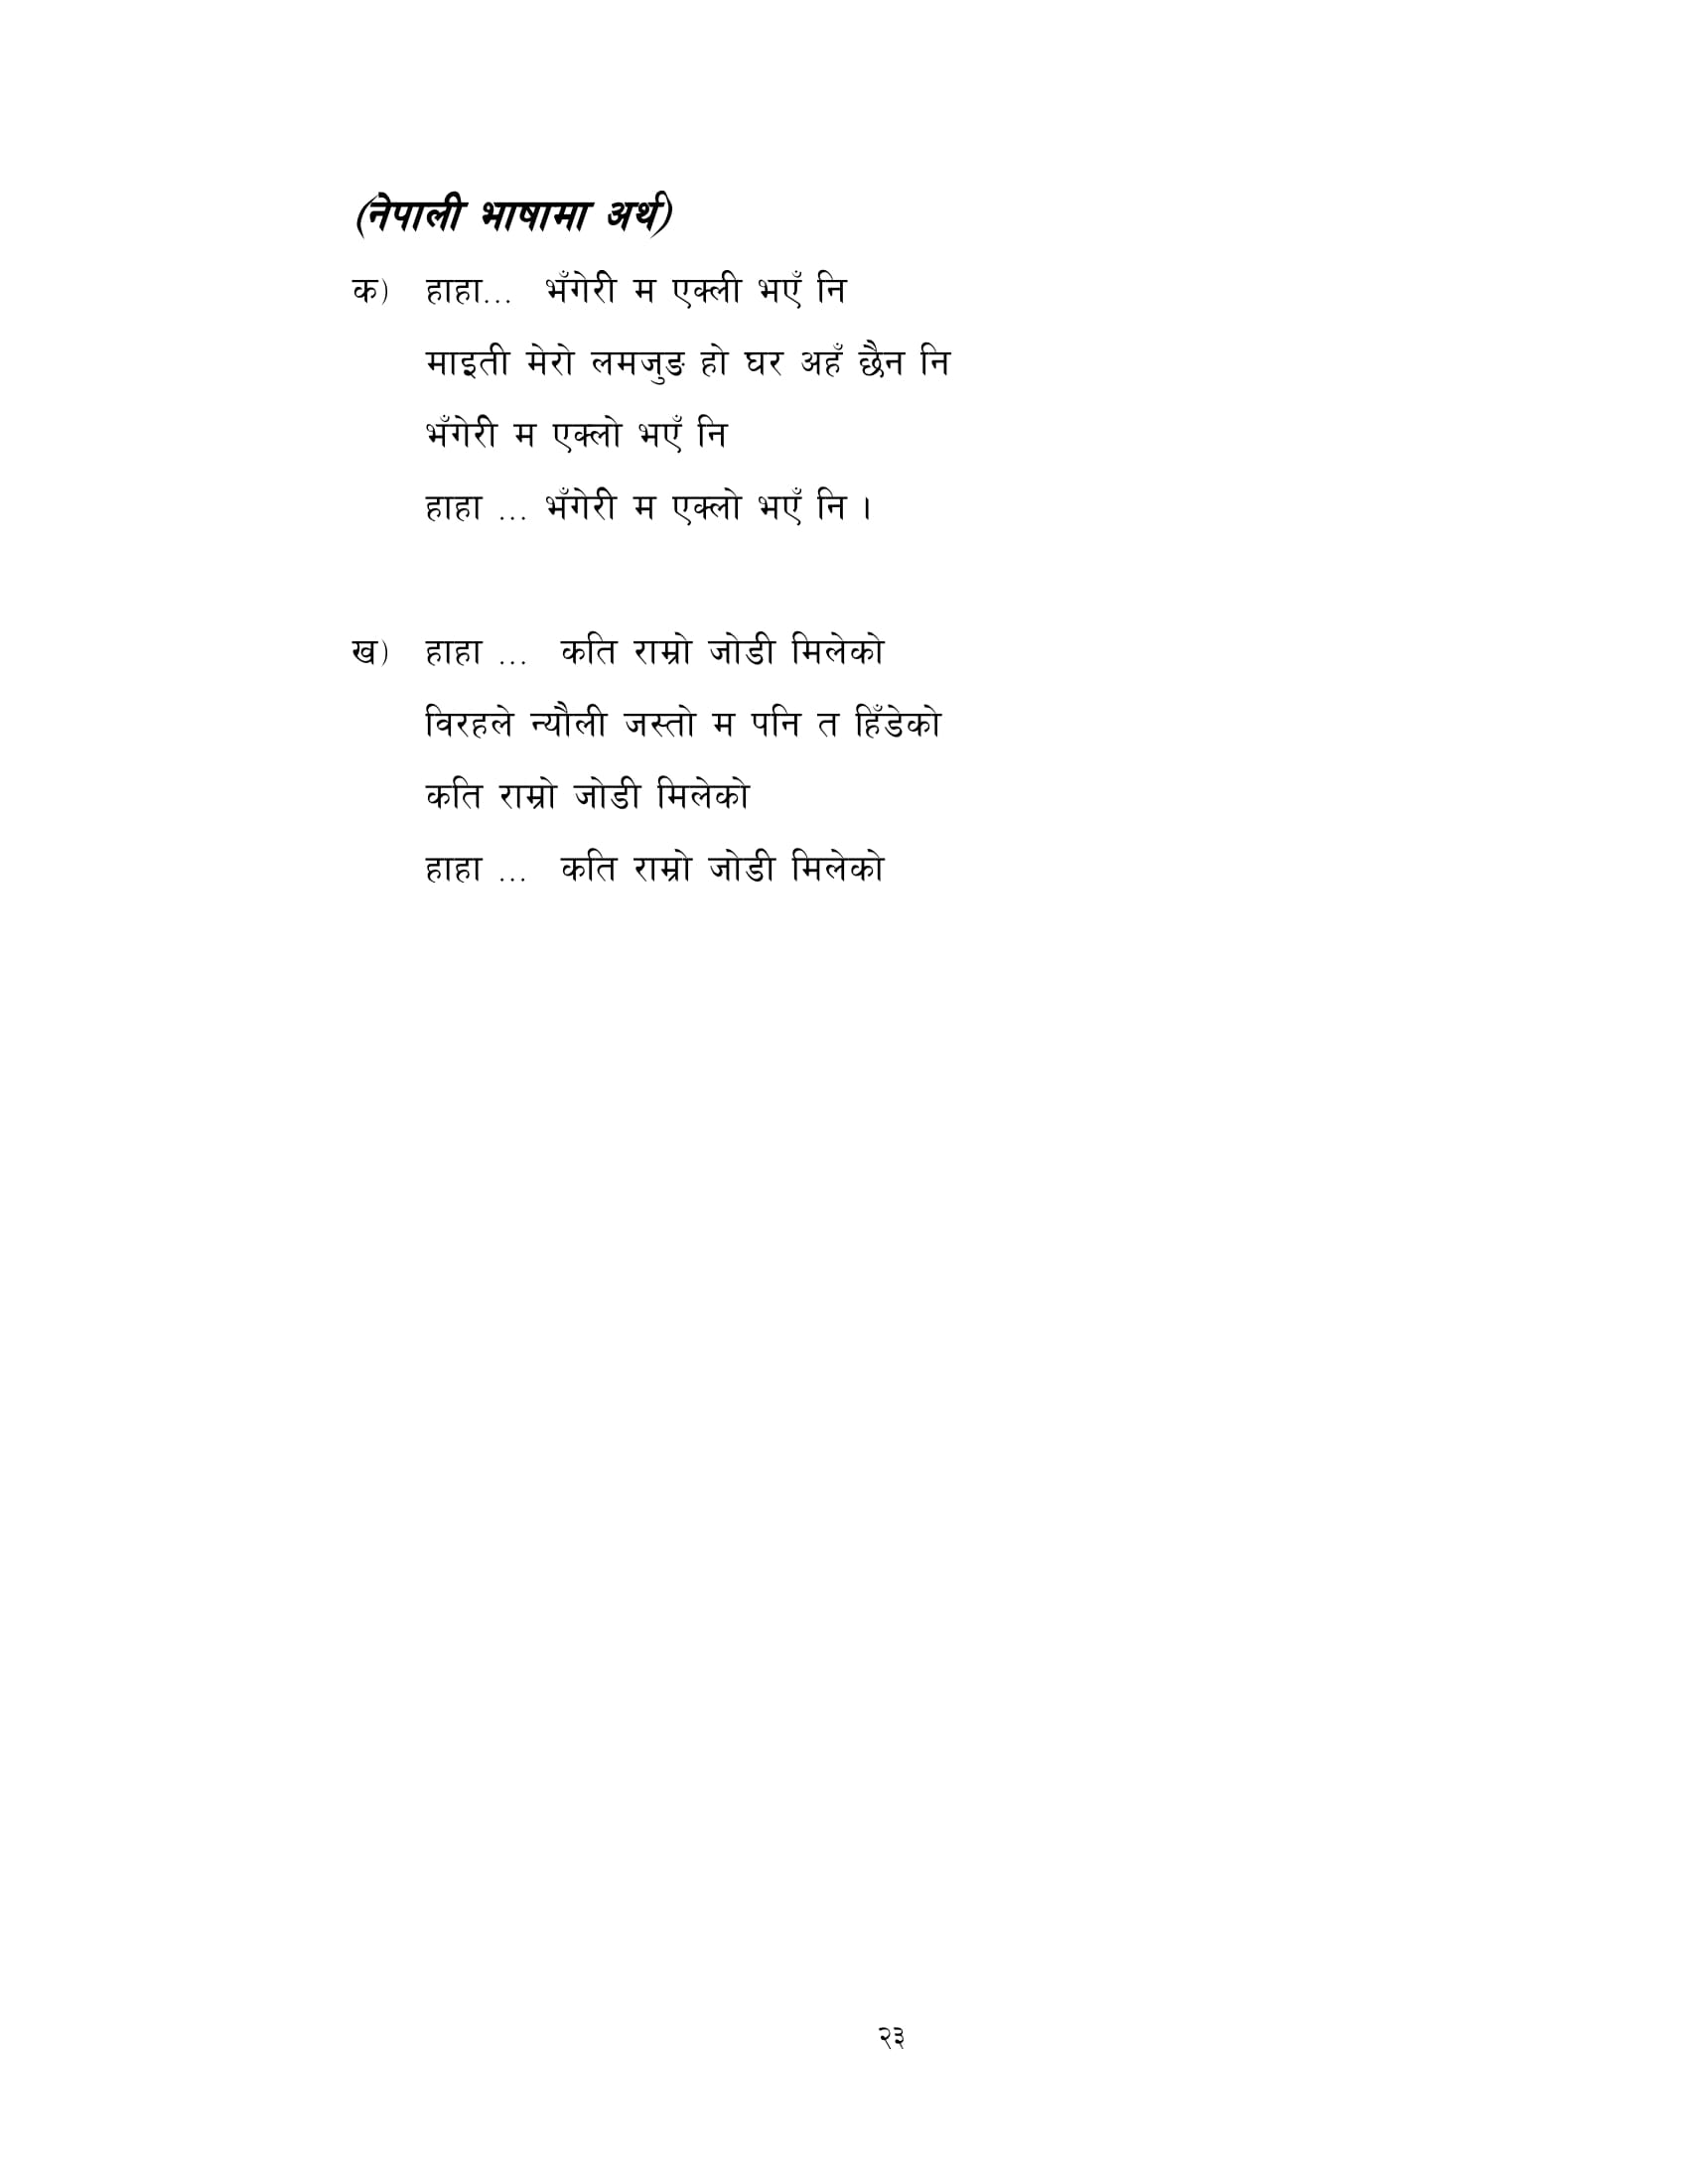 (नेपाली भाषामा अर्थ)
क) हाहा... भँगेरी म एक्ली भएँ नि
माइती मेरो लमजुङ हो घर अहँ छैन नि
भँगेरी म एक्लो भएँ नि
हाहा ... भँगेरी म एक्लो भएँ नि ।
ख) हाहा ... कति राम्रो जोडी मिलेको
विरहले न्यौली जस्तो म पनि त हिँडेको
कति राम्रो जोडी मिलेको
हाहा ... कति राम्रो जोडी मिलेको
२३